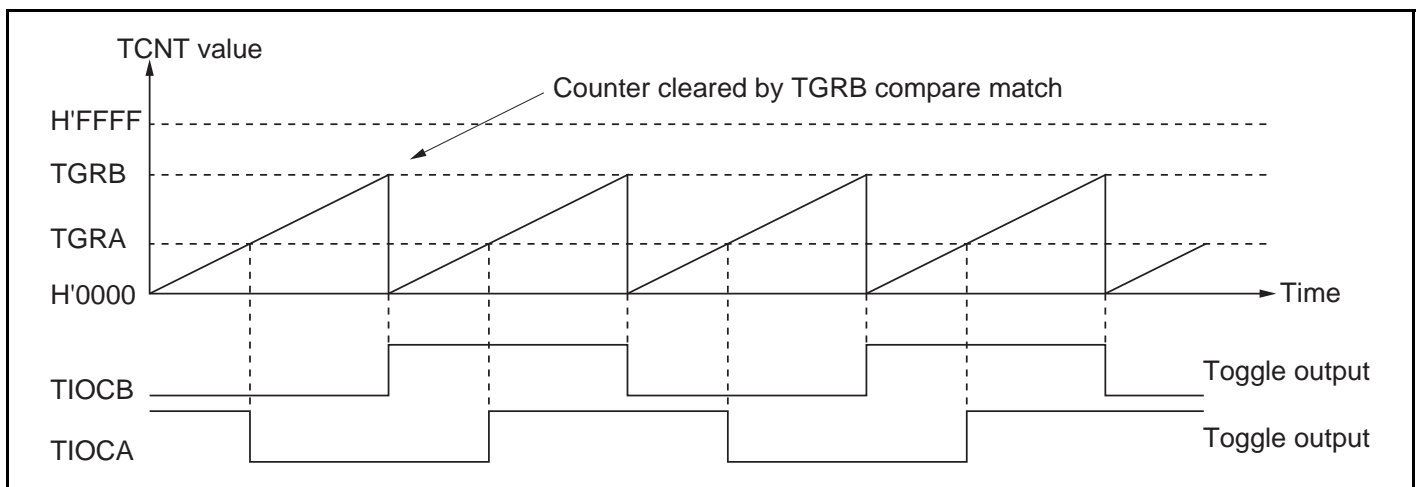 TCNT value
Counter cleared by TGRB compare match
H'FFFF
TGRB
TGRA
H'0000
Time
TIOCB
Toggle output
TIOCA
Toggle output